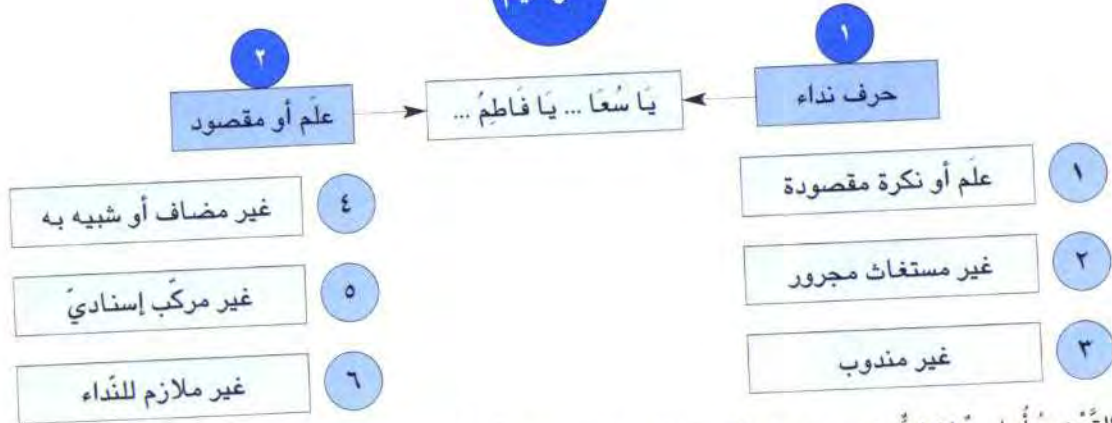 ١
حرف نداء
يَا سُعَا ... يَا فَاطِمُ ...
٢
علَم أو مقصود
١
علَم أو نكرة مقصودة
٢
غير مستغاث مجرور
٣
غير مندوب
٤
غير مضاف أو شبيه به
٥
غير مركّب إسناديّ
٦
غير ملازم للنّداء